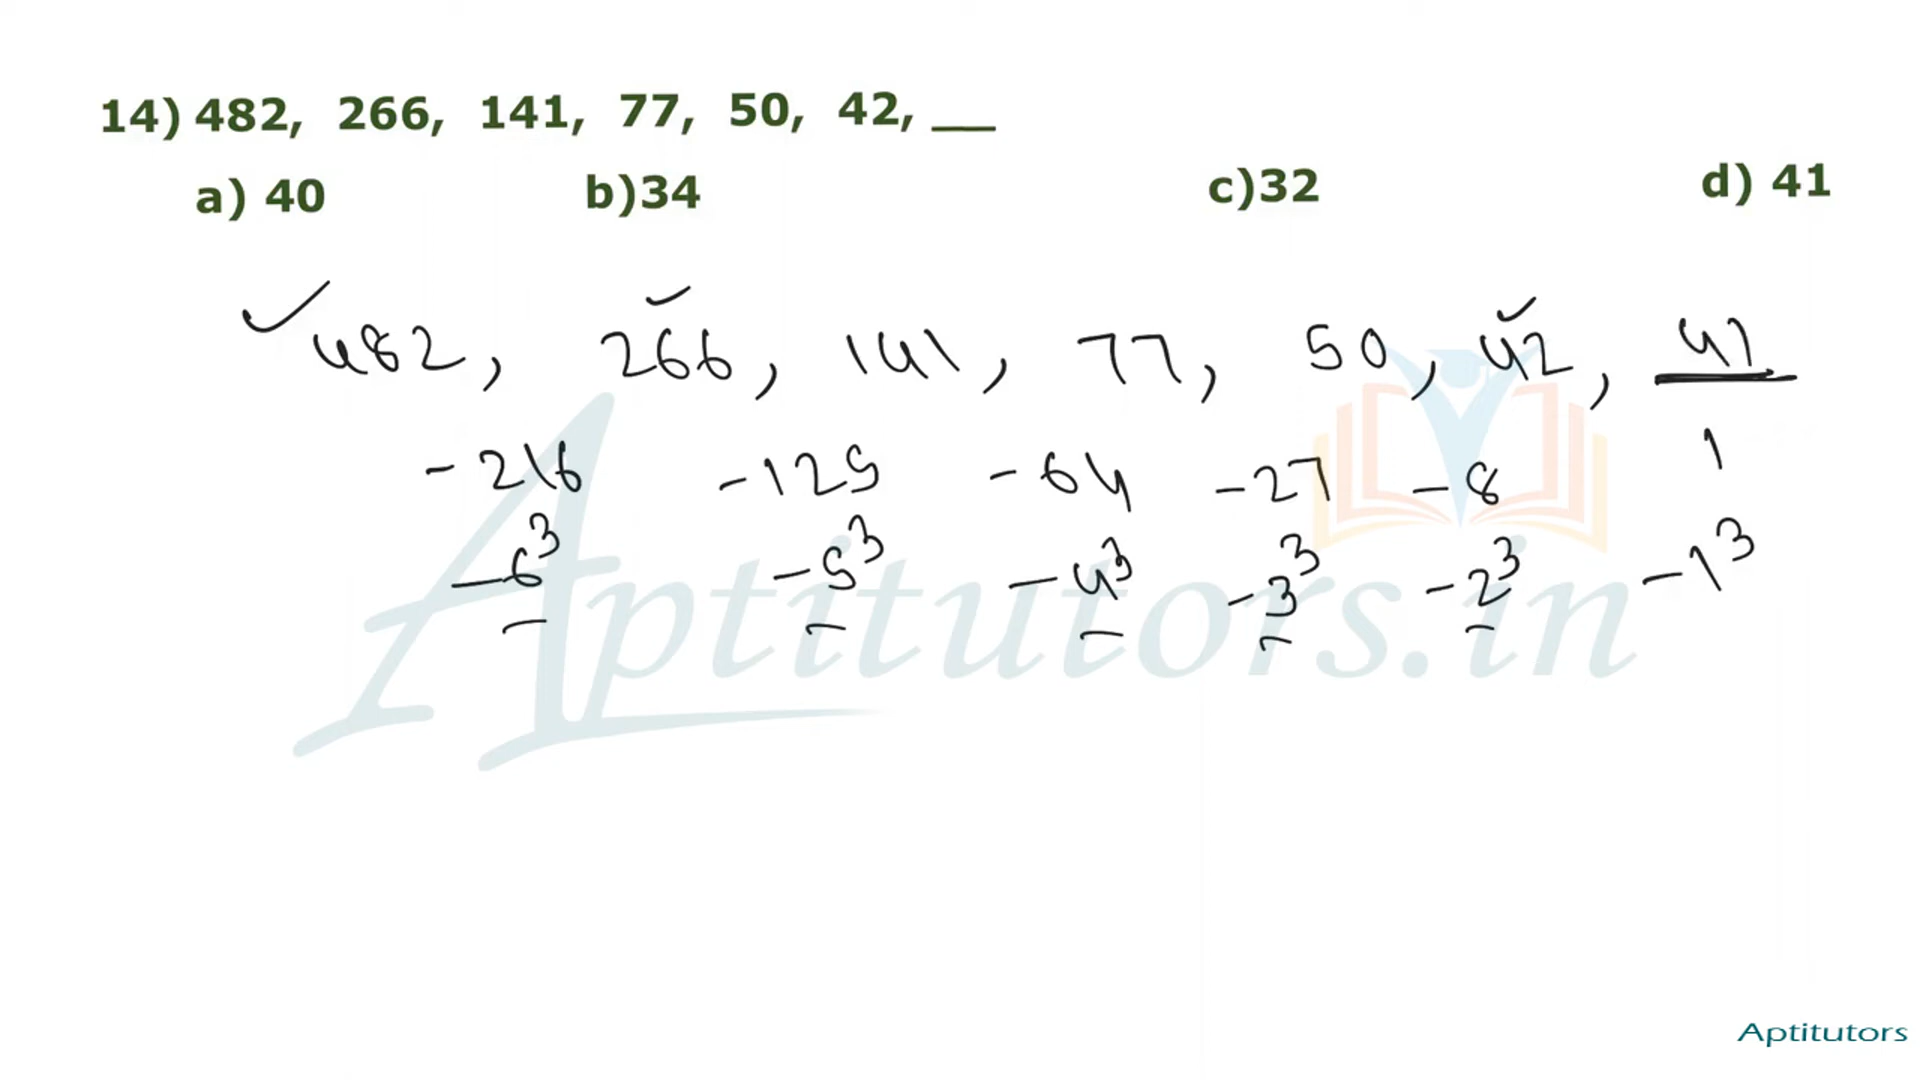 14) 482, 266, 141, 77, 50, 42, __
a) 40 b)34 c)32 d) 41
482, 266, 141, 77, 50, 42, 41
-216 -125 -64 -27 -8 1
-6³ -5³ -4³ -3³ -2³ -1³
Aptitutors.in
Aptitutors